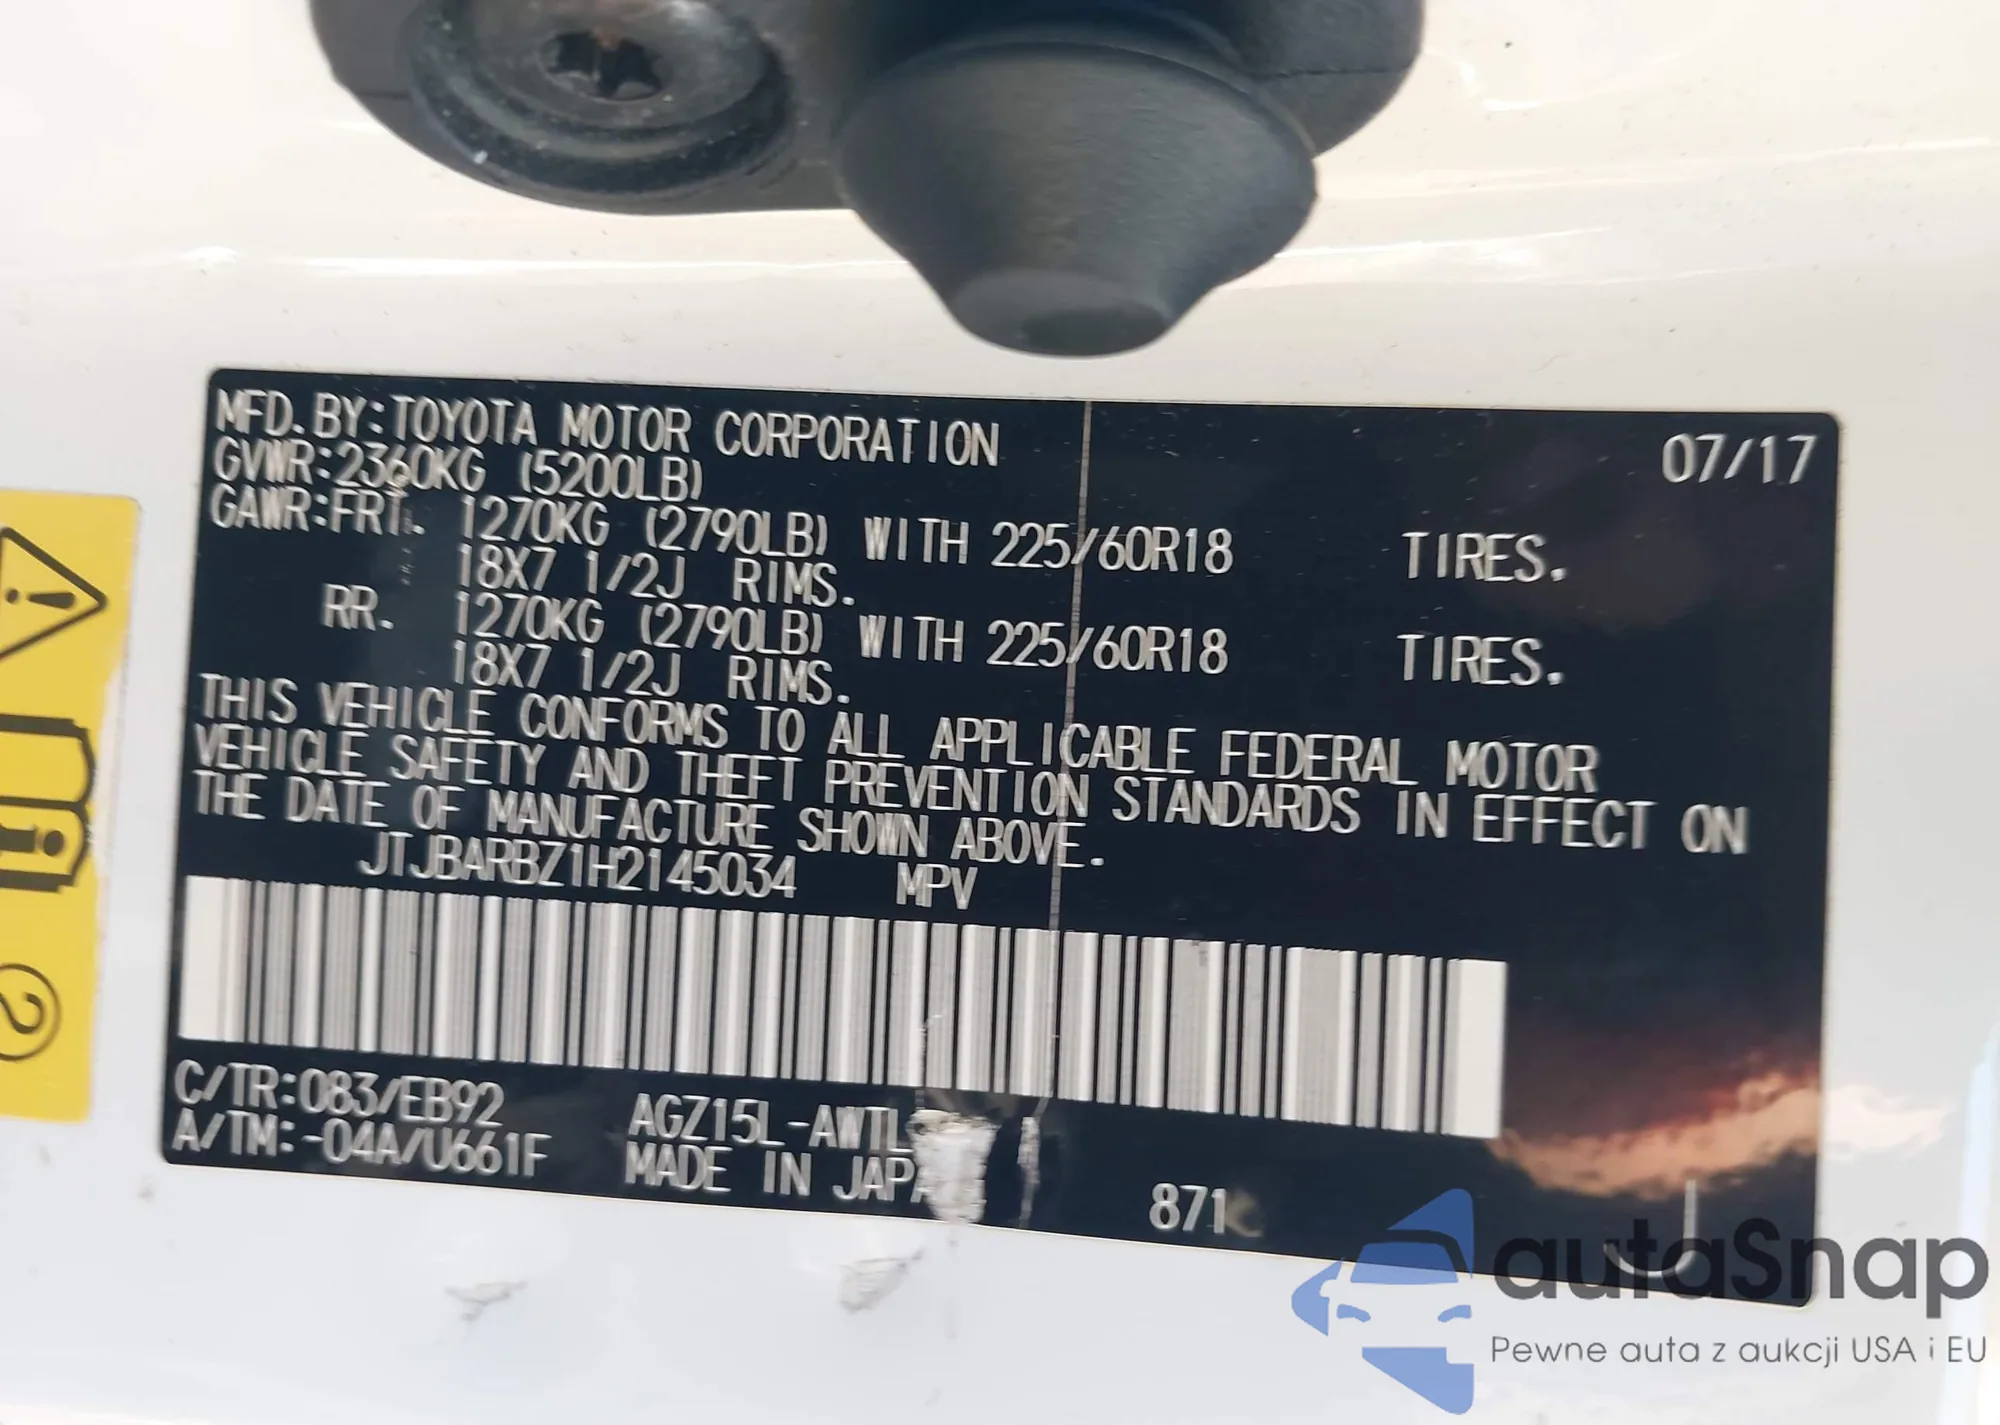 MFD. BY:TOYOTA MOTOR CORPORATION 07/17
GVWR:2360KG (5200LB)
GAWR:FRT. 1270KG (2790LB) WITH 225/60R18 TIRES.
18X7 1/2J RIMS.
RR. 1270KG (2790LB) WITH 225/60R18 TIRES.
18X7 1/2J RIMS.
THIS VEHICLE CONFORMS TO ALL APPLICABLE FEDERAL MOTOR
VEHICLE SAFETY AND THEFT PREVENTION STANDARDS IN EFFECT ON
THE DATE OF MANUFACTURE SHOWN ABOVE.
JTJBARBZ1H2145034 MPV
C/TR:083/EB92 AGZ15L-AWTL
A/TM:-04A/U661F MADE IN JAPA
871
J
2
autaSnap
Pewne auta z aukcji USA i EU